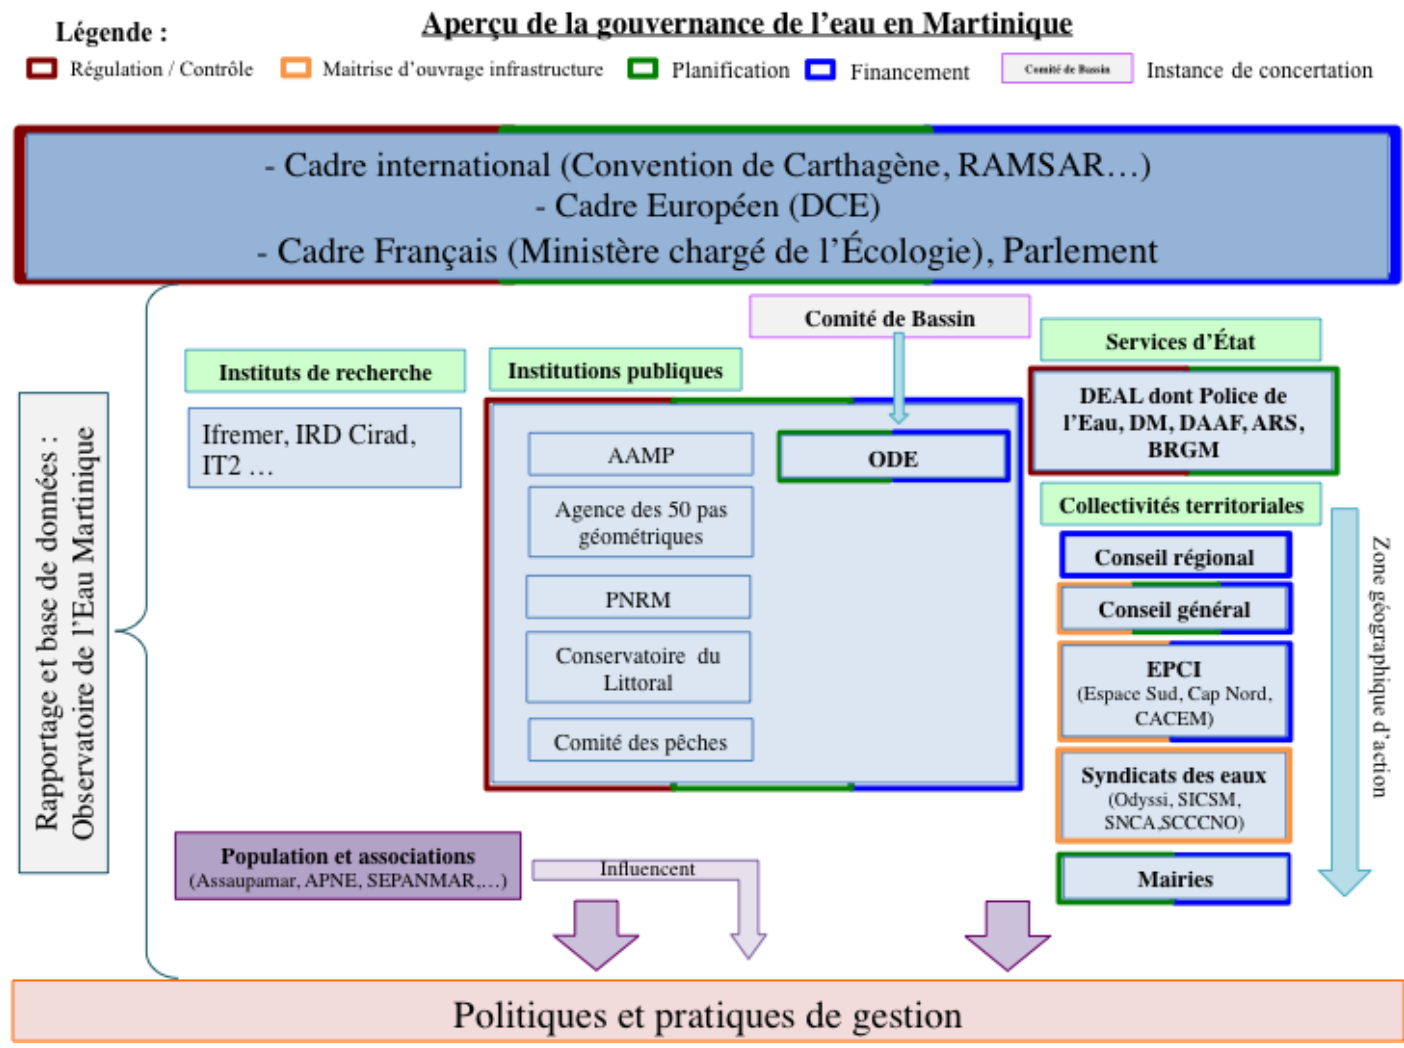 Aperçu de la gouvernance de l’eau en Martinique
Légende :
Régulation / Contrôle
Maitrise d’ouvrage infrastructure
Planification
Financement
Comité de Bassin
Instance de concertation
- Cadre international (Convention de Carthagène, RAMSAR…)
- Cadre Européen (DCE)
- Cadre Français (Ministère chargé de l’Écologie), Parlement
Rapportage et base de données :
Observatoire de l’Eau Martinique
Instituts de recherche
Ifremer, IRD Cirad,
IT2 …
Institutions publiques
AAMP
Agence des 50 pas
géométriques
PNRM
Conservatoire du
Littoral
Comité des pêches
Comité de Bassin
ODE
Services d’État
DEAL dont Police de
l’Eau, DM, DAAF, ARS,
BRGM
Collectivités territoriales
Conseil régional
Conseil général
EPCI
(Espace Sud, Cap Nord,
CACEM)
Syndicats des eaux
(Odyssi, SICSM,
SNCA,SCCCNO)
Mairies
Zone géographique d’action
Population et associations
(Assaupamar, APNE, SEPANMAR,…)
Influencent
Politiques et pratiques de gestion